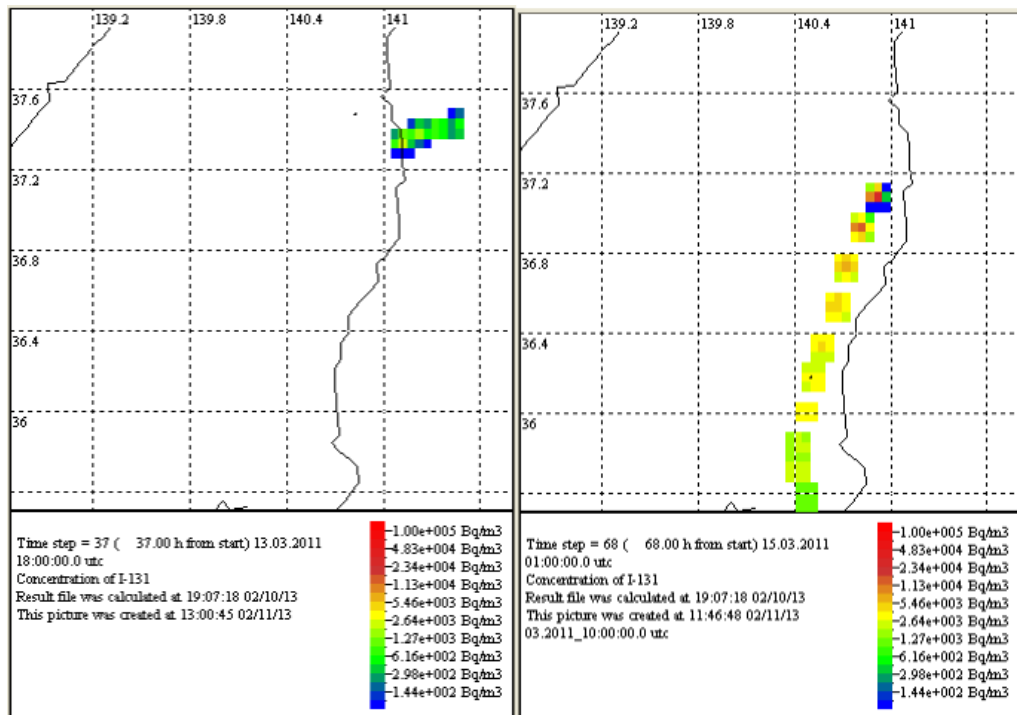 139.2 139.8 140.4 141
37.6
37.2
36.8
36.4
36
Time step = 37 ( 37.00 h from start) 13.03.2011
18:00:00.0 utc
Concentration of I-131
Result file was calculated at 19:07:18 02/10/13
This picture was created at 13:00:45 02/11/13
1.00e+005 Bq/m3
4.83e+004 Bq/m3
2.34e+004 Bq/m3
1.13e+004 Bq/m3
5.46e+003 Bq/m3
2.64e+003 Bq/m3
1.27e+003 Bq/m3
6.16e+002 Bq/m3
2.98e+002 Bq/m3
1.44e+002 Bq/m3
139.2 139.8 140.4 141
37.6
37.2
36.8
36.4
36
Time step = 68 ( 68.00 h from start) 15.03.2011
01:00:00.0 utc
Concentration of I-131
Result file was calculated at 19:07:18 02/10/13
This picture was created at 11:46:48 02/11/13
03.2011_10:00:00.0 utc
1.00e+005 Bq/m3
4.83e+004 Bq/m3
2.34e+004 Bq/m3
1.13e+004 Bq/m3
5.46e+003 Bq/m3
2.64e+003 Bq/m3
1.27e+003 Bq/m3
6.16e+002 Bq/m3
2.98e+002 Bq/m3
1.44e+002 Bq/m3